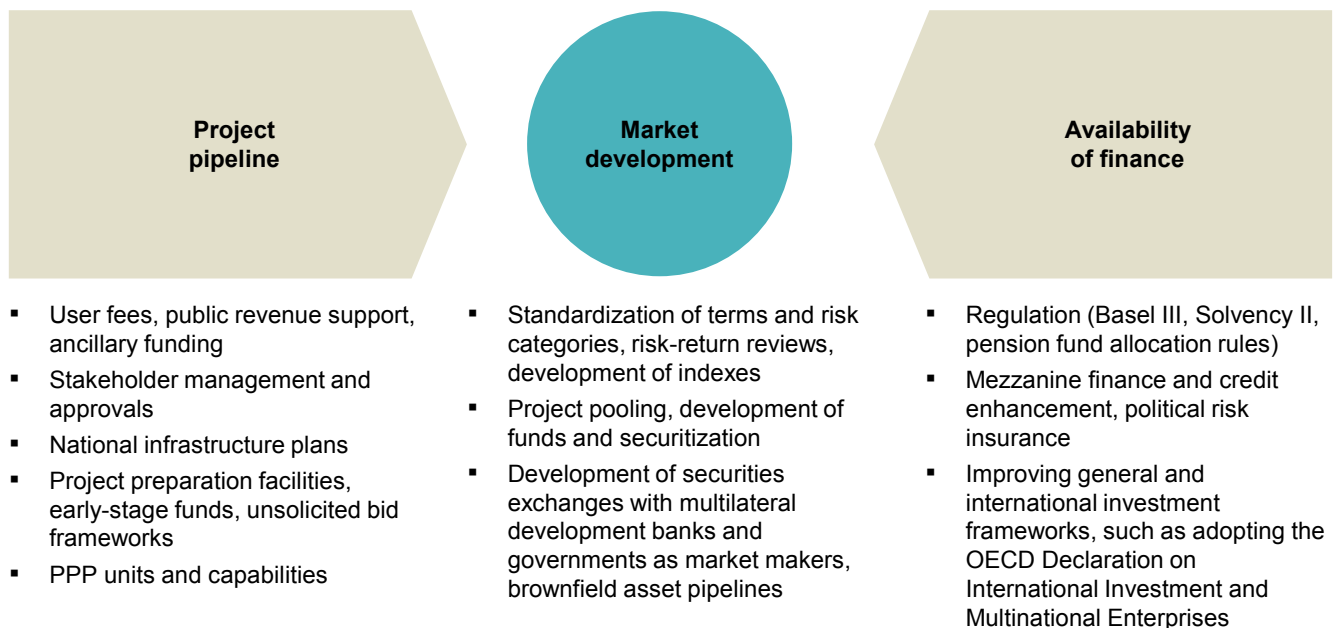 Project
pipeline
Market
development
Availability
of finance
▪ User fees, public revenue support,
ancillary funding
▪ Stakeholder management and
approvals
▪ National infrastructure plans
▪ Project preparation facilities,
early-stage funds, unsolicited bid
frameworks
▪ PPP units and capabilities
▪ Standardization of terms and risk
categories, risk-return reviews,
development of indexes
▪ Project pooling, development of
funds and securitization
▪ Development of securities
exchanges with multilateral
development banks and
governments as market makers,
brownfield asset pipelines
▪ Regulation (Basel III, Solvency II,
pension fund allocation rules)
▪ Mezzanine finance and credit
enhancement, political risk
insurance
▪ Improving general and
international investment
frameworks, such as adopting the
OECD Declaration on
International Investment and
Multinational Enterprises